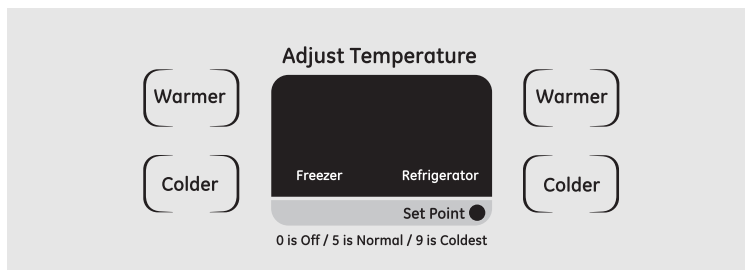 Adjust Temperature
Warmer
Warmer
Freezer
Refrigerator
Colder
Colder
Set Point
0 is Off / 5 is Normal / 9 is Coldest